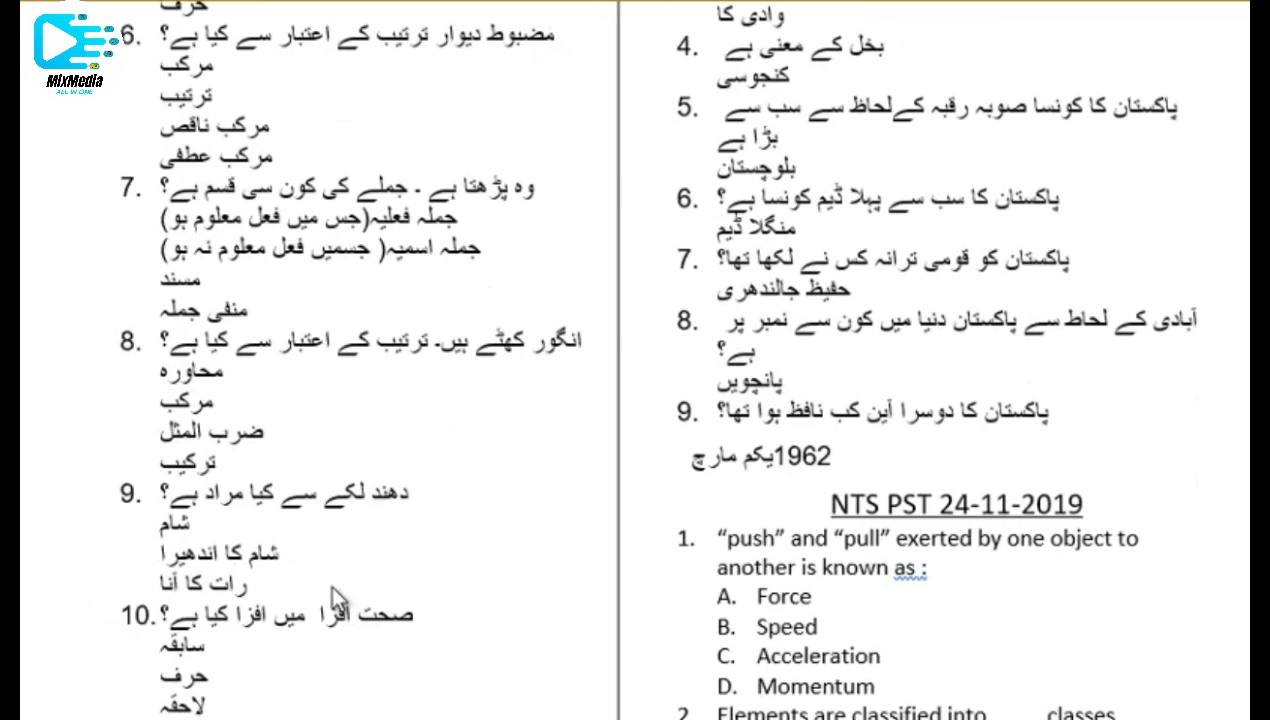 MixMedia
ALL IN ONE
حرف
6. مضبوط دیوار ترتیب کے اعتبار سے کیا ہے؟
مرکب
ترتیب
مرکب ناقص
مرکب عطفی
7. وہ پڑھتا ہے ۔ جملے کی کون سی قسم ہے؟
جملہ فعلیہ(جس میں فعل معلوم ہو)
جملہ اسمیہ( جسمیں فعل معلوم نہ ہو)
مسند
منفی جملہ
8. انگور کھٹے ہیں۔ ترتیب کے اعتبار سے کیا ہے؟
محاورہ
مرکب
ضرب المثل
ترکیب
9. دھند لکے سے کیا مراد ہے؟
شام
شام کا اندھیرا
رات کا آنا
10. صحت افزا میں افزا کیا ہے؟
سابقہ
حرف
لاحقہ
وادی کا
4. بخل کے معنی ہے
کنجوسی
5. پاکستان کا کونسا صوبہ رقبہ کےلحاظ سے سب سے
بڑا ہے
بلوچستان
6. پاکستان کا سب سے پہلا ڈیم کونسا ہے؟
منگلا ڈیم
7. پاکستان کو قومی ترانہ کس نے لکھا تھا؟
حفیظ جالندھری
8. آبادی کے لحاط سے پاکستان دنیا میں کون سے نمبر پر
ہے؟
پانچویں
9. پاکستان کا دوسرا آین کب نافظ ہوا تھا؟
1962یکم مارچ
NTS PST 24-11-2019
1. “push” and “pull” exerted by one object to
another is known as :
A. Force
B. Speed
C. Acceleration
D. Momentum
2. Elements are classified into ____ classes